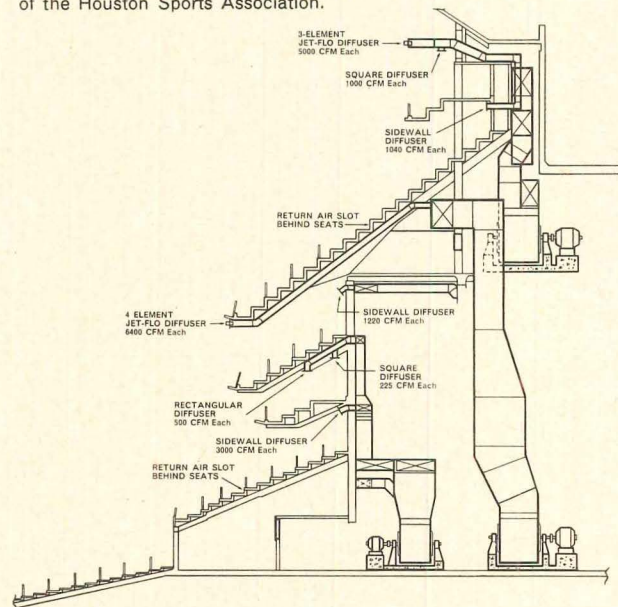 of the Houston Sports Association.
3-ELEMENT
JET-FLO DIFFUSER
5000 CFM Each
SQUARE DIFFUSER
1000 CFM Each
SIDEWALL
DIFFUSER
1040 CFM Each
RETURN AIR SLOT
BEHIND SEATS
4 ELEMENT
JET-FLO DIFFUSER
6400 CFM Each
SIDEWALL DIFFUSER
1220 CFM Each
SQUARE
DIFFUSER
225 CFM Each
RECTANGULAR
DIFFUSER
500 CFM Each
SIDEWALL DIFFUSER
3000 CFM Each
RETURN AIR SLOT
BEHIND SEATS